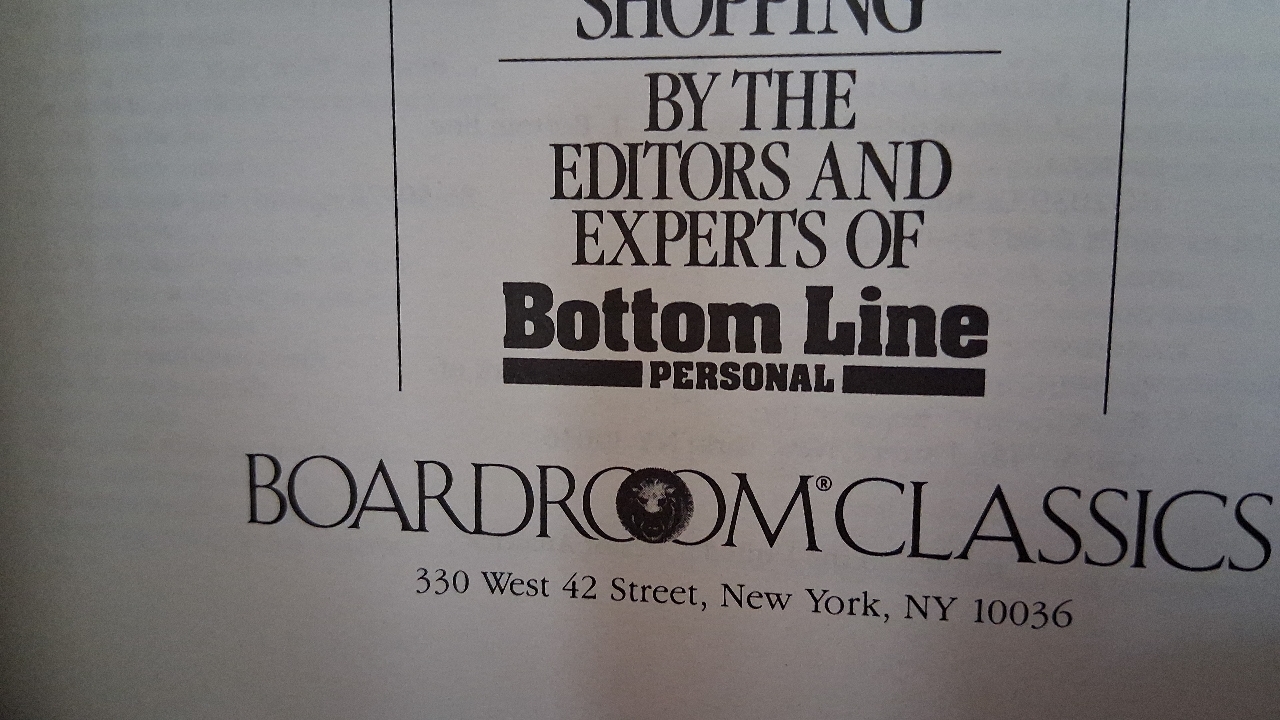 SHOPPING
BY THE
EDITORS AND
EXPERTS OF
Bottom Line
PERSONAL
BOARDROOM® CLASSICS
330 West 42 Street, New York, NY 10036